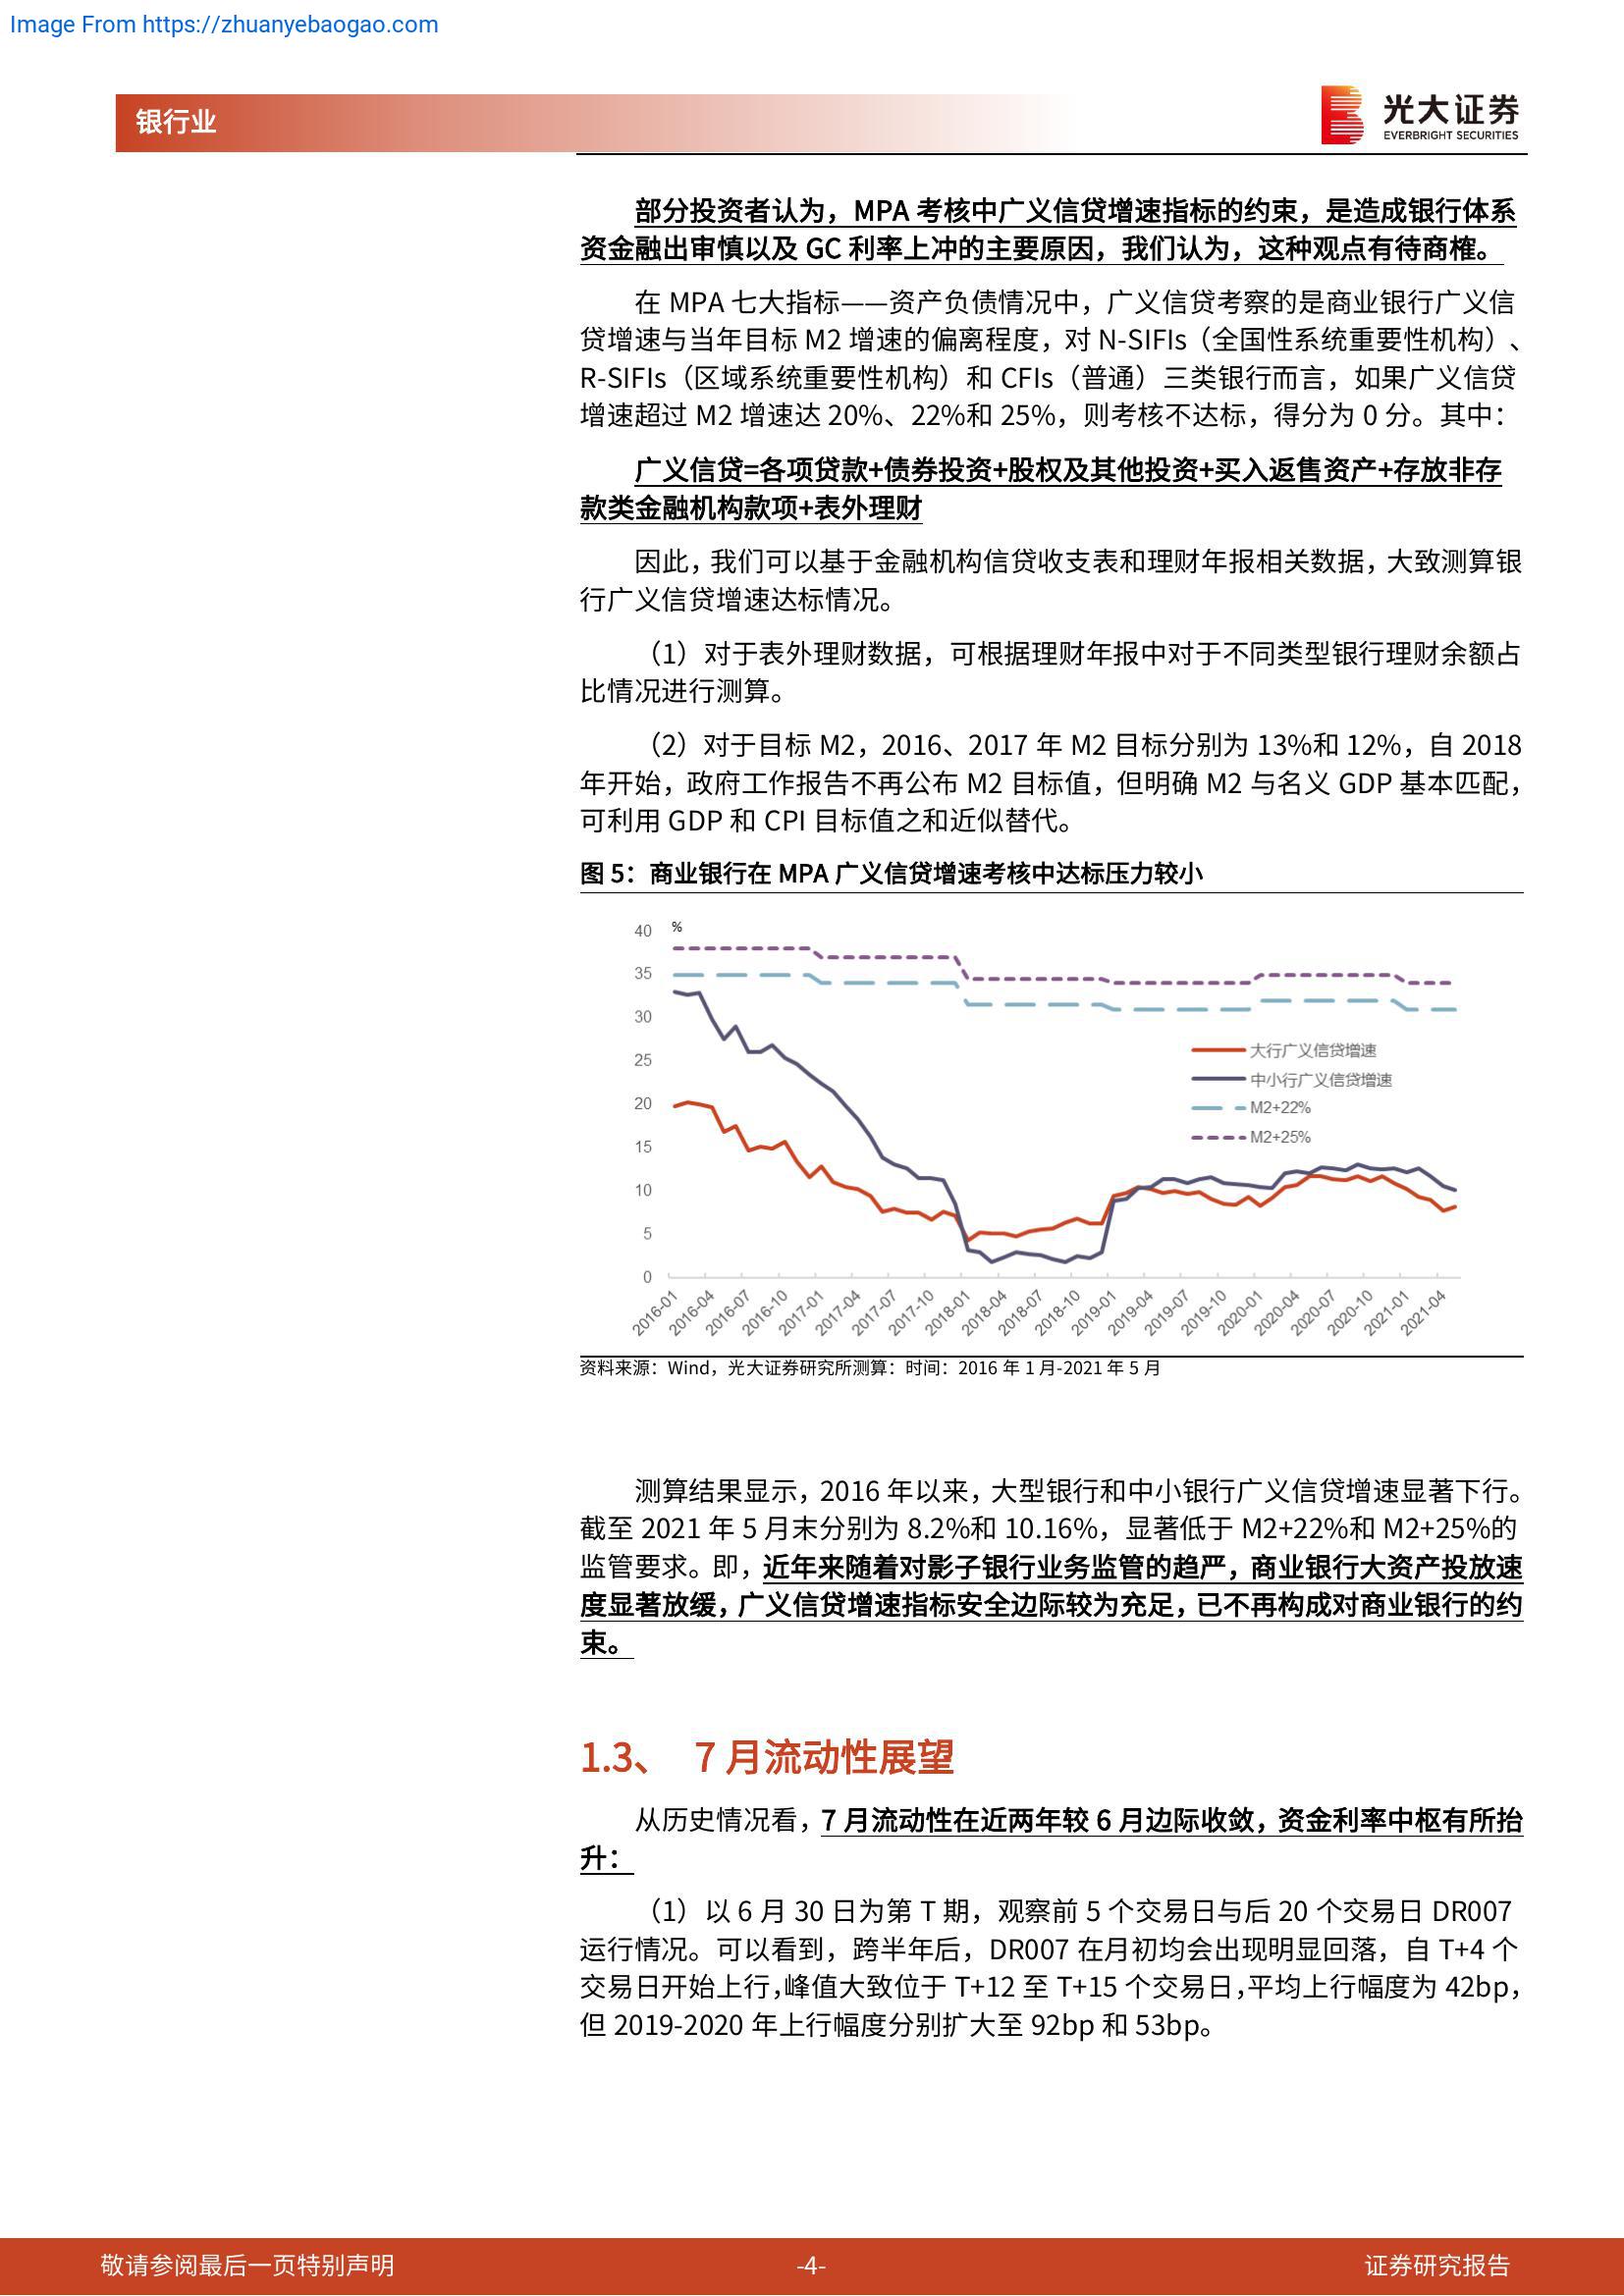 Image From https://zhuanyebaogao.com
银行业
光大证券
EVERBRIGHT SECURITIES
部分投资者认为，MPA 考核中广义信贷增速指标的约束，是造成银行体系
资金融出审慎以及 GC 利率上冲的主要原因，我们认为，这种观点有待商榷。
在 MPA 七大指标——资产负债情况中，广义信贷考察的是商业银行广义信
贷增速与当年目标 M2 增速的偏离程度，对 N-SIFIs（全国性系统重要性机构）、
R-SIFIs（区域系统重要性机构）和 CFIs（普通）三类银行而言，如果广义信贷
增速超过 M2 增速达 20%、22%和 25%，则考核不达标，得分为 0 分。其中：
广义信贷=各项贷款+债券投资+股权及其他投资+买入返售资产+存放非存
款类金融机构款项+表外理财
因此，我们可以基于金融机构信贷收支表和理财年报相关数据，大致测算银
行广义信贷增速达标情况。
（1）对于表外理财数据，可根据理财年报中对于不同类型银行理财余额占
比情况进行测算。
（2）对于目标 M2，2016、2017 年 M2 目标分别为 13%和 12%，自 2018
年开始，政府工作报告不再公布 M2 目标值，但明确 M2 与名义 GDP 基本匹配，
可利用 GDP 和 CPI 目标值之和近似替代。
图 5：商业银行在 MPA 广义信贷增速考核中达标压力较小
%
40
35
30
25
20
15
10
5
0
大行广义信贷增速
中小行广义信贷增速
M2+22%
M2+25%
2016-01
2016-04
2016-07
2016-10
2017-01
2017-04
2017-07
2017-10
2018-01
2018-04
2018-07
2018-10
2019-01
2019-04
2019-07
2019-10
2020-01
2020-04
2020-07
2020-10
2021-01
2021-04
资料来源：Wind，光大证券研究所测算：时间：2016 年 1 月-2021 年 5 月
测算结果显示，2016 年以来，大型银行和中小银行广义信贷增速显著下行。
截至 2021 年 5 月末分别为 8.2%和 10.16%，显著低于 M2+22%和 M2+25%的
监管要求。即，近年来随着对影子银行业务监管的趋严，商业银行大资产投放速
度显著放缓，广义信贷增速指标安全边际较为充足，已不再构成对商业银行的约
束。
1.3、 7 月流动性展望
从历史情况看，7 月流动性在近两年较 6 月边际收敛，资金利率中枢有所抬
升：
（1）以 6 月 30 日为第 T 期，观察前 5 个交易日与后 20 个交易日 DR007
运行情况。可以看到，跨半年后，DR007 在月初均会出现明显回落，自 T+4 个
交易日开始上行，峰值大致位于 T+12 至 T+15 个交易日，平均上行幅度为 42bp，
但 2019-2020 年上行幅度分别扩大至 92bp 和 53bp。
敬请参阅最后一页特别声明
-4-
证券研究报告